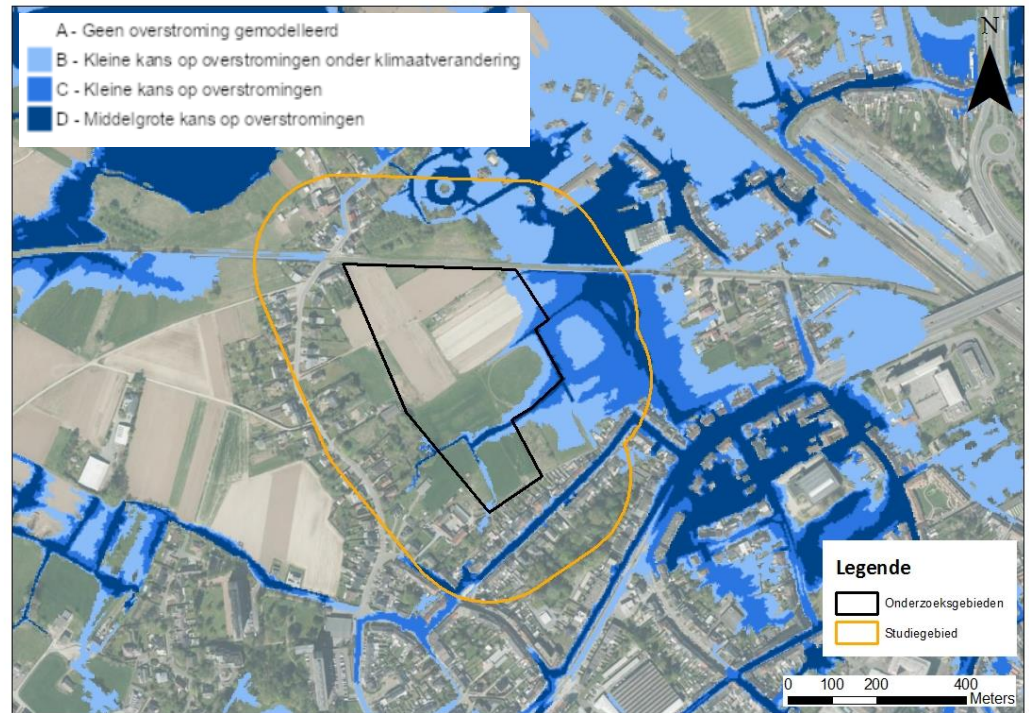 A - Geen overstroming gemodelleerd
B - Kleine kans op overstromingen onder klimaatverandering
C - Kleine kans op overstromingen
D - Middelgrote kans op overstromingen
N
Legende
Onderzoeksgebieden
Studiegebied
0 100 200 400
Meters